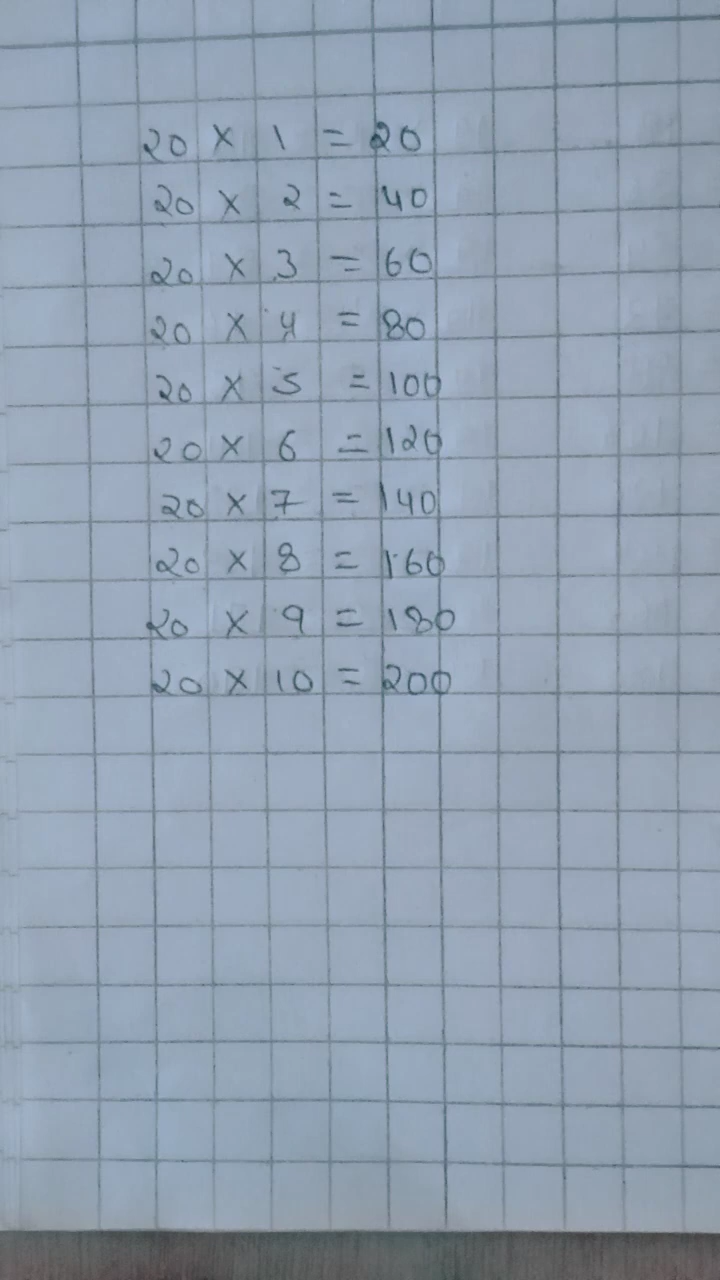 20 × 1 = 20
20 × 2 = 40
20 × 3 = 60
20 × 4 = 80
20 × 5 = 100
20 × 6 = 120
20 × 7 = 140
20 × 8 = 160
20 × 9 = 180
20 × 10 = 200